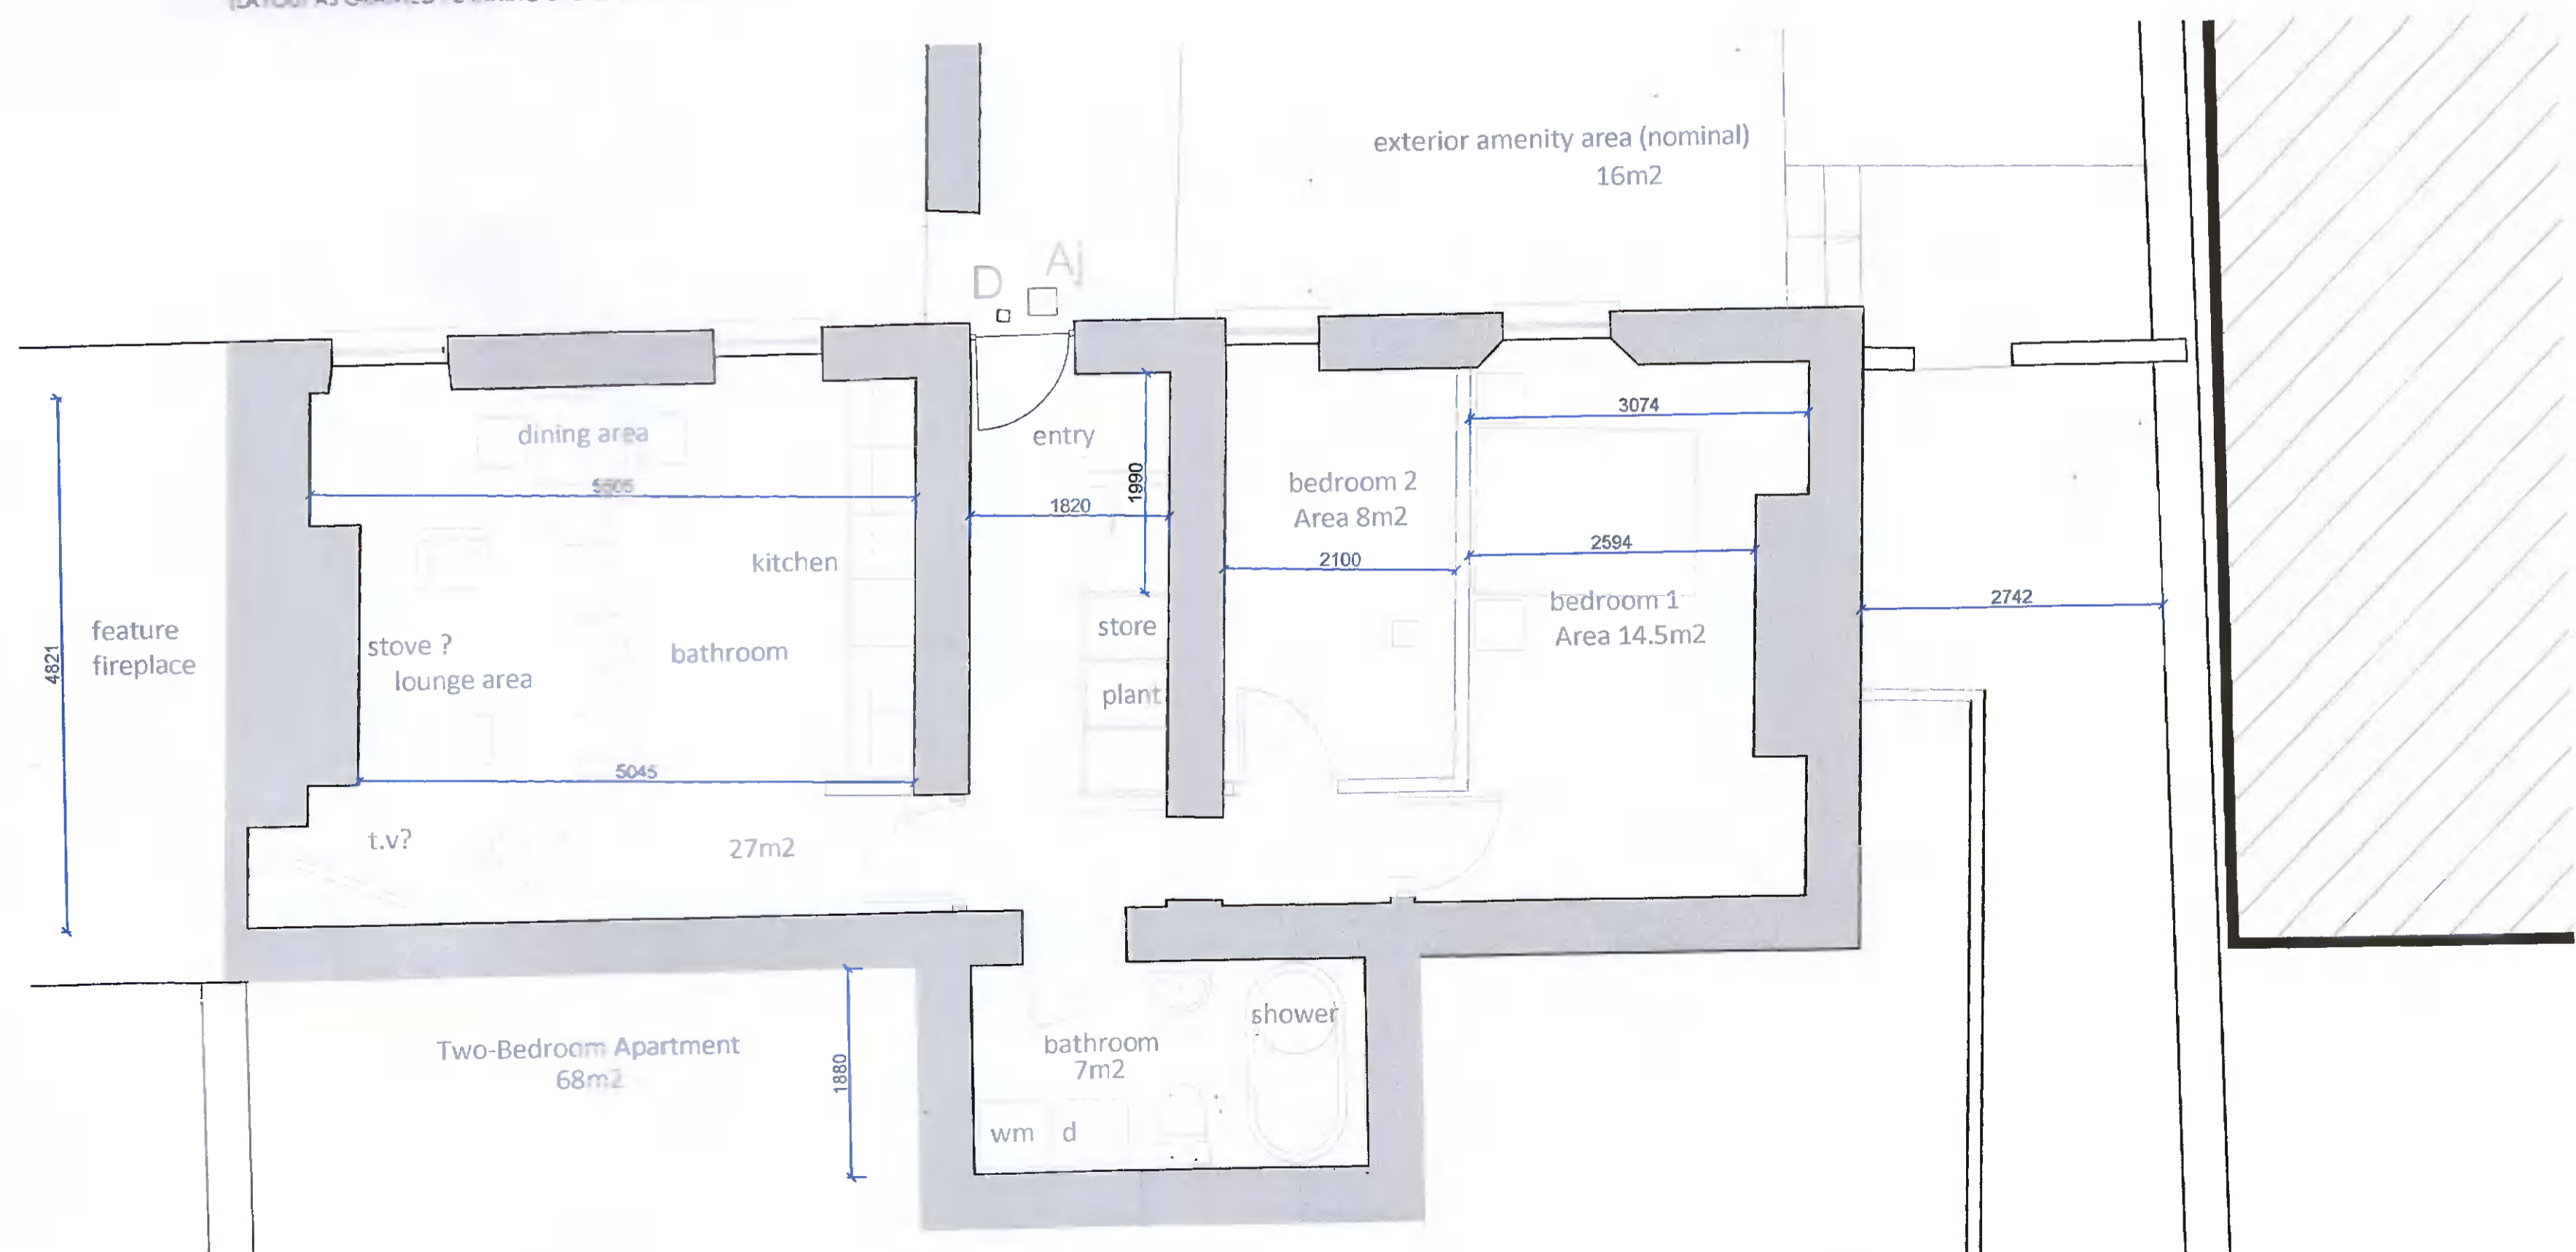 exterior amenity area (nominal)
16m2
D
Aj
dining area
entry
3074
1990
1820
bedroom 2
Area 8m2
2100
2594
kitchen
bathroom
stove ?
lounge area
feature
fireplace
4821
store
plant
bedroom 1
Area 14.5m2
2742
5045
t.v?
27m2
Two-Bedroom Apartment
68m2
1880
bathroom
7m2
shower
wm d